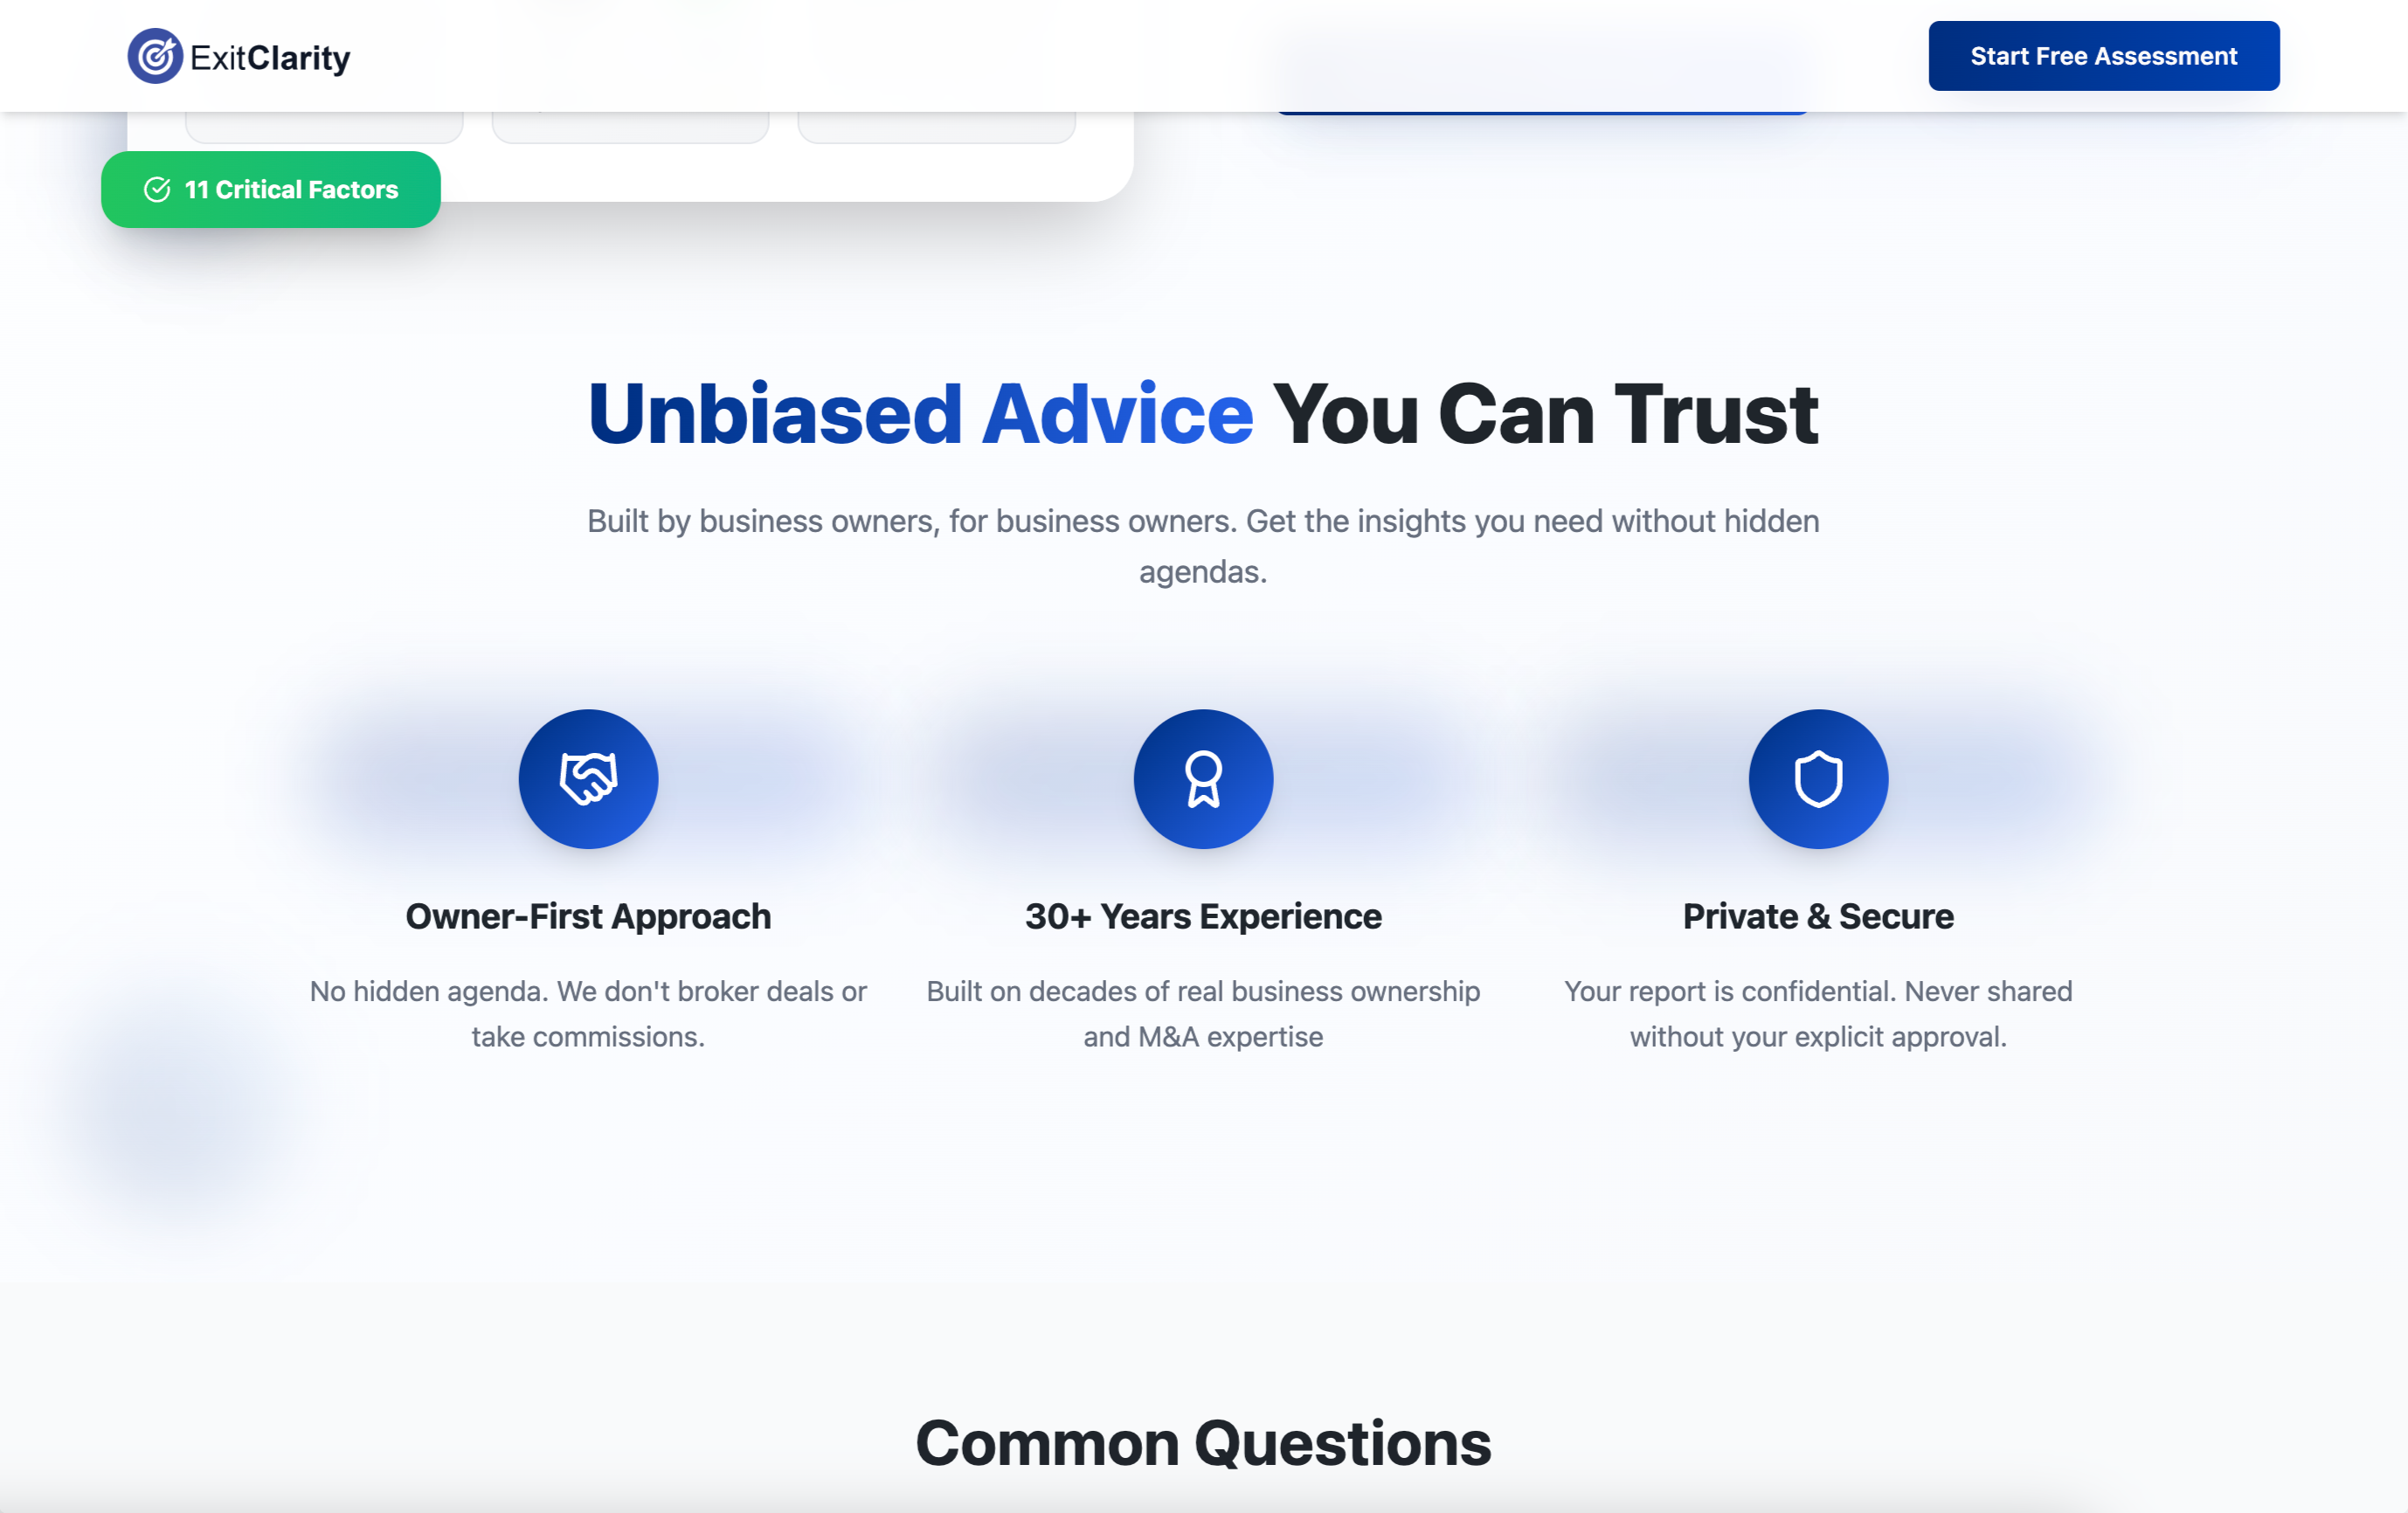 ExitClarity
Start Free Assessment
11 Critical Factors
Unbiased Advice You Can Trust
Built by business owners, for business owners. Get the insights you need without hidden
agendas.
Owner-First Approach
No hidden agenda. We don't broker deals or
take commissions.
30+ Years Experience
Built on decades of real business ownership
and M&A expertise
Private & Secure
Your report is confidential. Never shared
without your explicit approval.
Common Questions